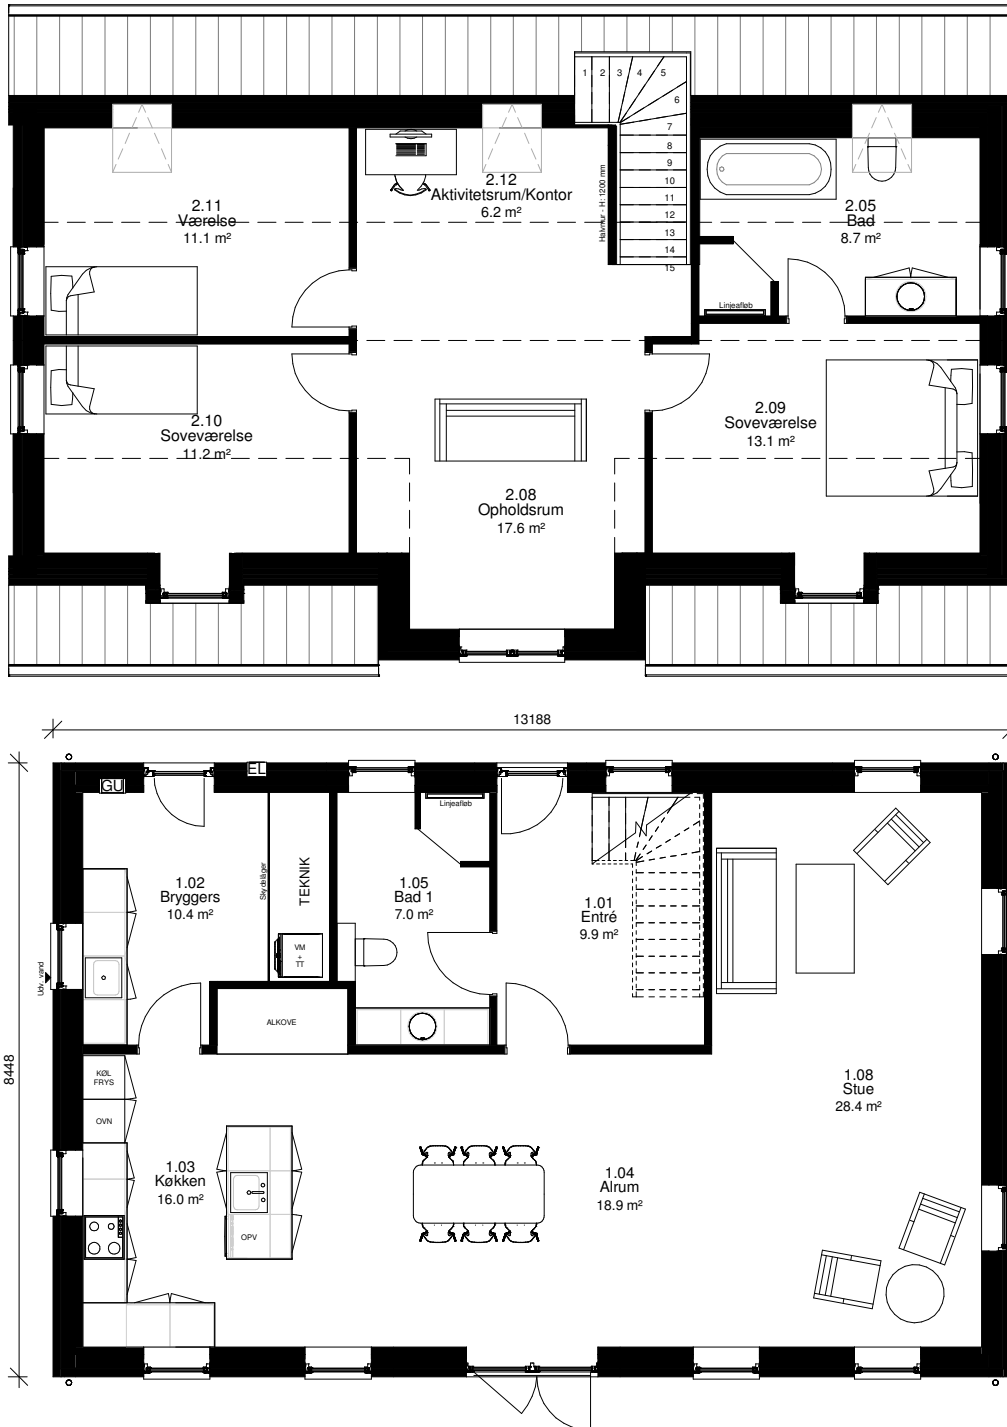 1 2 3 4 5
6
7
8
9
10
11
12
13
14
15
Halvmur - H: 1200 mm
2.11
Værelse
11.1 m²
2.12
Aktivitetsrum/Kontor
6.2 m²
2.05
Bad
8.7 m²
Linjeafløb
2.10
Soveværelse
11.2 m²
2.09
Soveværelse
13.1 m²
2.08
Opholdsrum
17.6 m²
13188
8448
GU
EL
Linjeafløb
1.02
Bryggers
10.4 m²
Skydelåger
TEKNIK
VM
+
TT
1.05
Bad 1
7.0 m²
1.01
Entré
9.9 m²
Udv. vand
ALKOVE
KØL
FRYS
OVN
1.08
Stue
28.4 m²
1.03
Køkken
16.0 m²
OPV
1.04
Alrum
18.9 m²